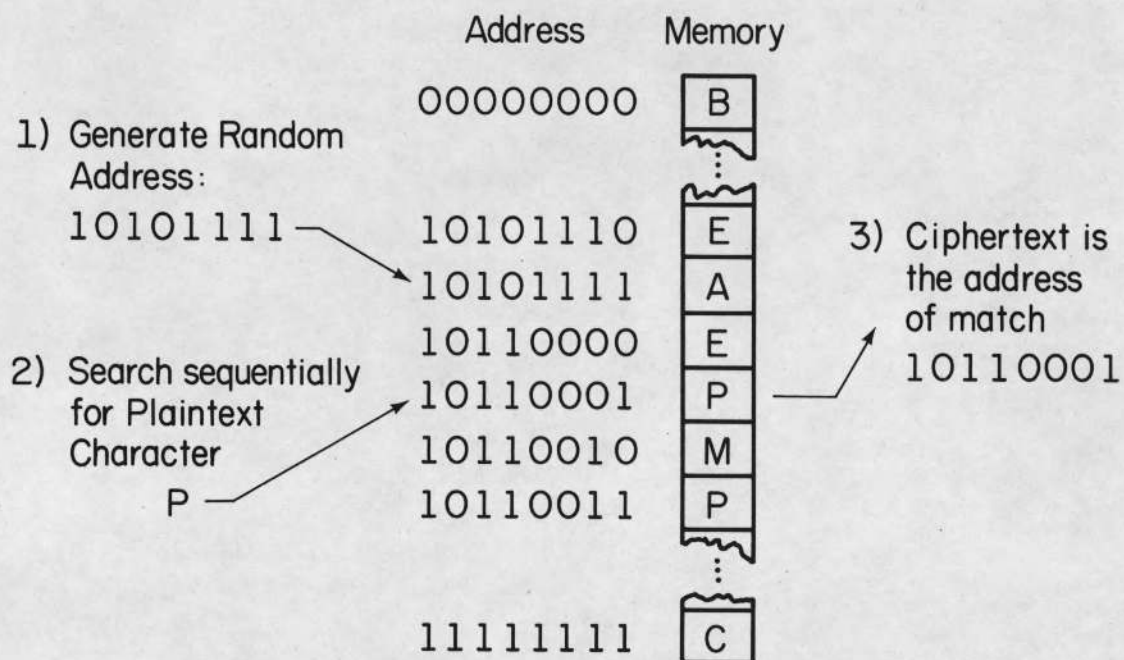 Address Memory
00000000 B
1) Generate Random
Address:
10101111
10101110 E
10101111 A
10110000 E
10110001 P
10110010 M
10110011 P
11111111 C
2) Search sequentially
for Plaintext
Character
P
3) Ciphertext is
the address
of match
10110001